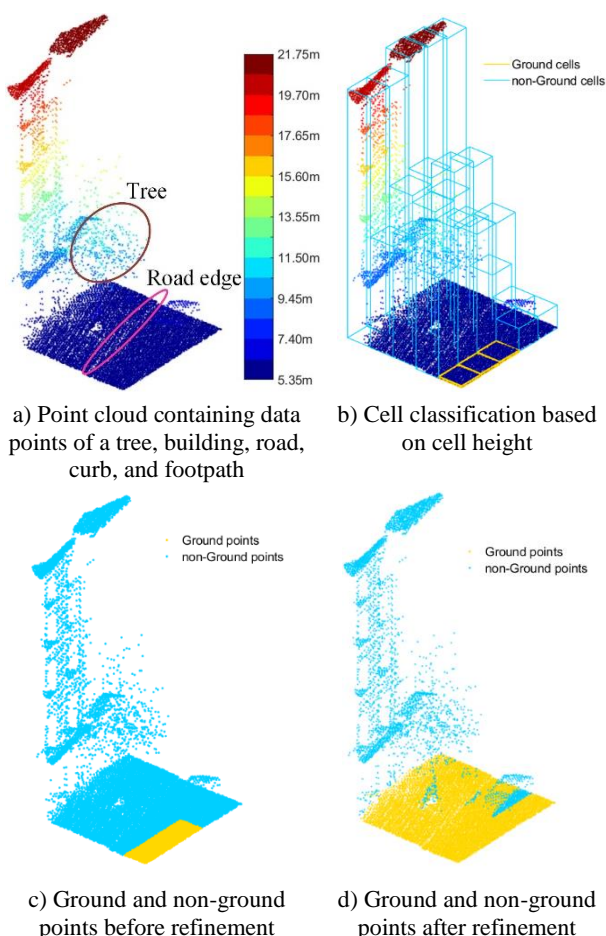 21.75m
19.70m
17.65m
15.60m
13.55m
11.50m
9.45m
7.40m
5.35m
Tree
Road edge
Ground cells
non-Ground cells
a) Point cloud containing data
points of a tree, building, road,
curb, and footpath
b) Cell classification based
on cell height
Ground points
non-Ground points
Ground points
non-Ground points
c) Ground and non-ground
points before refinement
d) Ground and non-ground
points after refinement